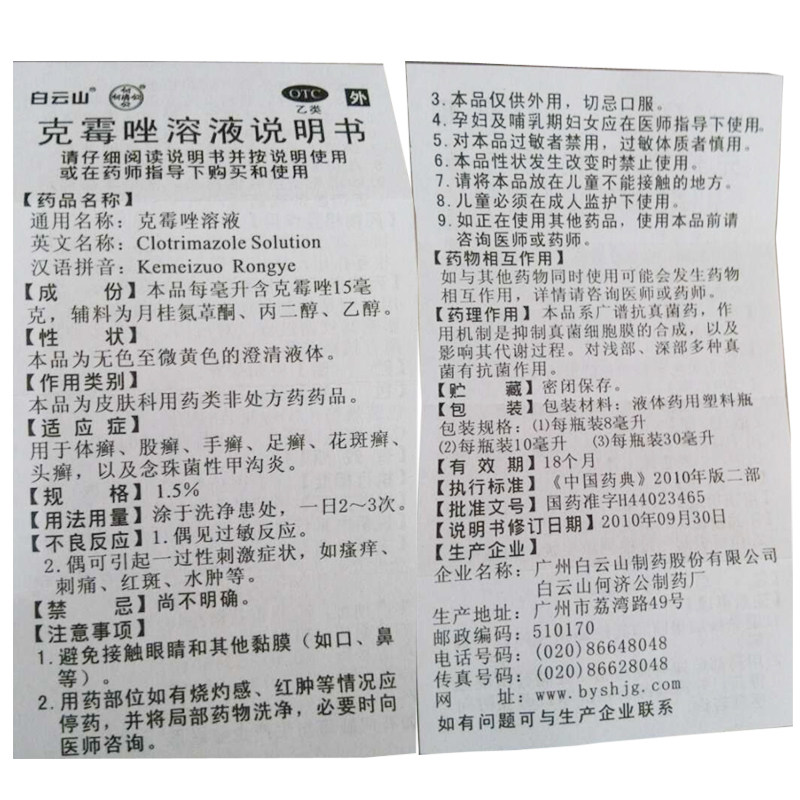 白云山®
OTC
乙类
外
克霉唑溶液说明书
请仔细阅读说明书并按说明使用
或在药师指导下购买和使用
【药品名称】
通用名称：克霉唑溶液
英文名称：Clotrimazole Solution
汉语拼音：Kemeizuo Rongye
【成 份】本品每毫升含克霉唑15毫
克，辅料为月桂氮䓬酮、丙二醇、乙醇。
【性 状】
本品为无色至微黄色的澄清液体。
【作用类别】
本品为皮肤科用药类非处方药药品。
【适 应 症】
用于体癣、股癣、手癣、足癣、花斑癣、
头癣，以及念珠菌性甲沟炎。
【规 格】1.5%
【用法用量】涂于洗净患处，一日2～3次。
【不良反应】1.偶见过敏反应。
2.偶可引起一过性刺激症状，如瘙痒、
刺痛、红斑、水肿等。
【禁 忌】尚不明确。
【注意事项】
1.避免接触眼睛和其他黏膜（如口、鼻
等）。
2.用药部位如有烧灼感、红肿等情况应
停药，并将局部药物洗净，必要时向
医师咨询。
3.本品仅供外用，切忌口服。
4.孕妇及哺乳期妇女应在医师指导下使用。
5.对本品过敏者禁用，过敏体质者慎用。
6.本品性状发生改变时禁止使用。
7.请将本品放在儿童不能接触的地方。
8.儿童必须在成人监护下使用。
9.如正在使用其他药品，使用本品前请
咨询医师或药师。
【药物相互作用】
如与其他药物同时使用可能会发生药物
相互作用，详情请咨询医师或药师。
【药理作用】本品系广谱抗真菌药，作
用机制是抑制真菌细胞膜的合成，以及
影响其代谢过程。对浅部、深部多种真
菌有抗菌作用。
【贮 藏】密闭保存。
【包 装】包装材料：液体药用塑料瓶
包装规格：⑴每瓶装8毫升
⑵每瓶装10毫升 ⑶每瓶装30毫升
【有 效 期】18个月
【执行标准】《中国药典》2010年版二部
【批准文号】国药准字H44023465
【说明书修订日期】2010年09月30日
【生产企业】
企业名称：广州白云山制药股份有限公司
白云山何济公制药厂
生产地址：广州市荔湾路49号
邮政编码：510170
电话号码：(020)86648048
传真号码：(020)86628048
网 址：www.byshjg.com
如有问题可与生产企业联系